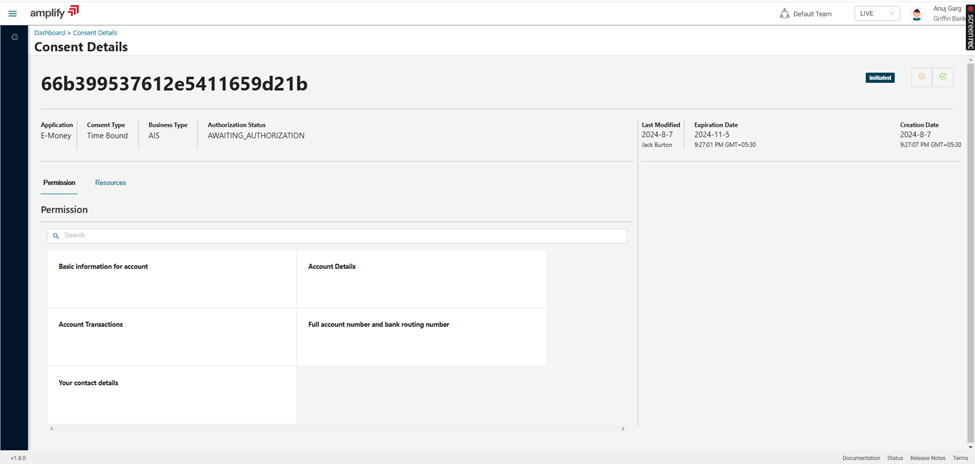 amplify
Default Team
LIVE
Anuj Garg
Griffin Bank
Screenrec
Dashboard > Consent Details
Consent Details
66b399537612e5411659d21b
Initiated
Application
E-Money
Consent Type
Time Bound
Business Type
AIS
Authorization Status
AWAITING_AUTHORIZATION
Last Modified
2024-8-7
Jack Burton
Expiration Date
2024-11-5
9:27:01 PM GMT+05:30
Creation Date
2024-8-7
9:27:07 PM GMT+05:30
Permission
Resources
Permission
Search
Basic information for account
Account Details
Account Transactions
Full account number and bank routing number
Your contact details
v1.8.0
Documentation
Status
Release Notes
Terms